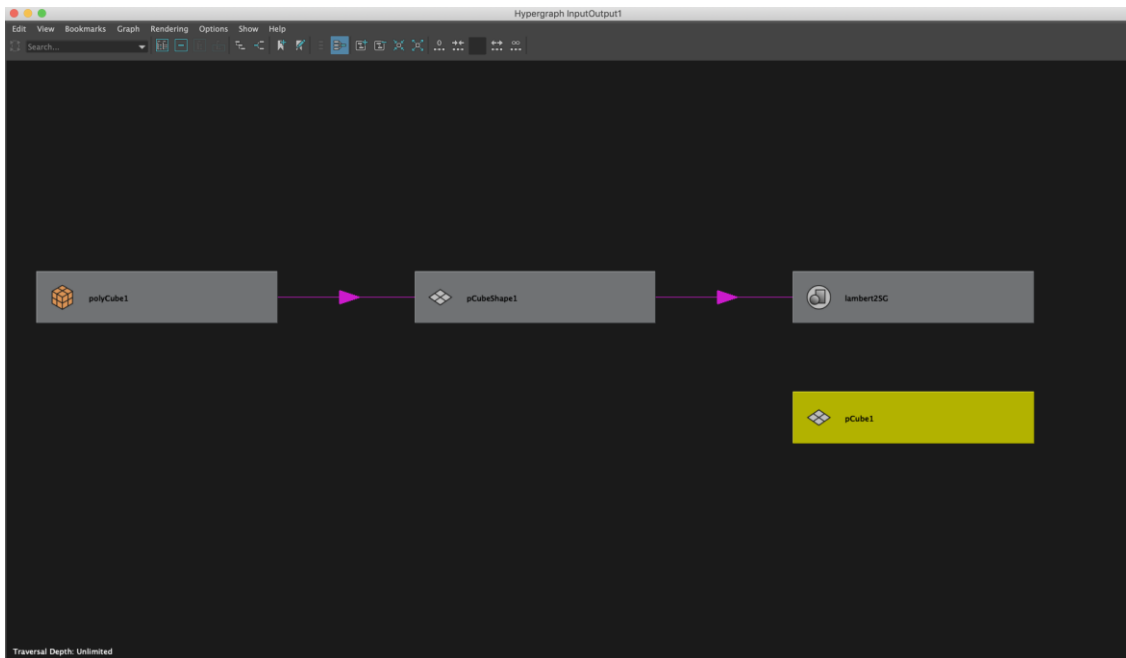 Hypergraph InputOutput1
Edit View Bookmarks Graph Rendering Options Show Help
Search...
polyCube1
pCubeShape1
lambert2SG
pCube1
Traversal Depth: Unlimited